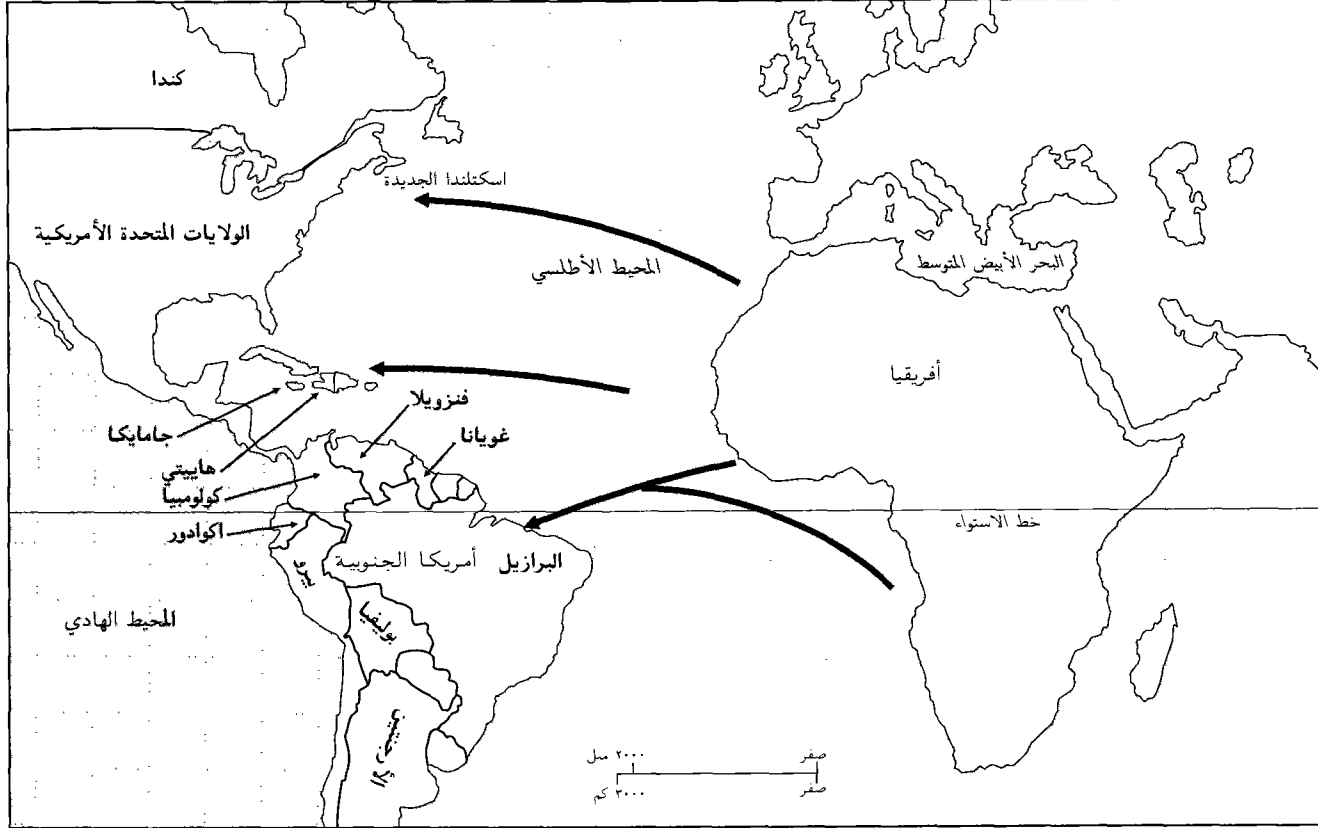 كندا
اسكتلندا الجديدة
الولايات المتحدة الأمريكية
المحيط الأطلسي
البحر الأبيض المتوسط
أفريقيا
فنزويلا
غويانا
جامايكا
هاييتي
كولومبيا
اكوادور
خط الاستواء
البرازيل
أمريكا الجنوبية
بيرو
بوليفيا
المحيط الهادي
الأرجنتين
صفر ٢٠٠٠ ميل
صفر ٣٠٠٠ كم